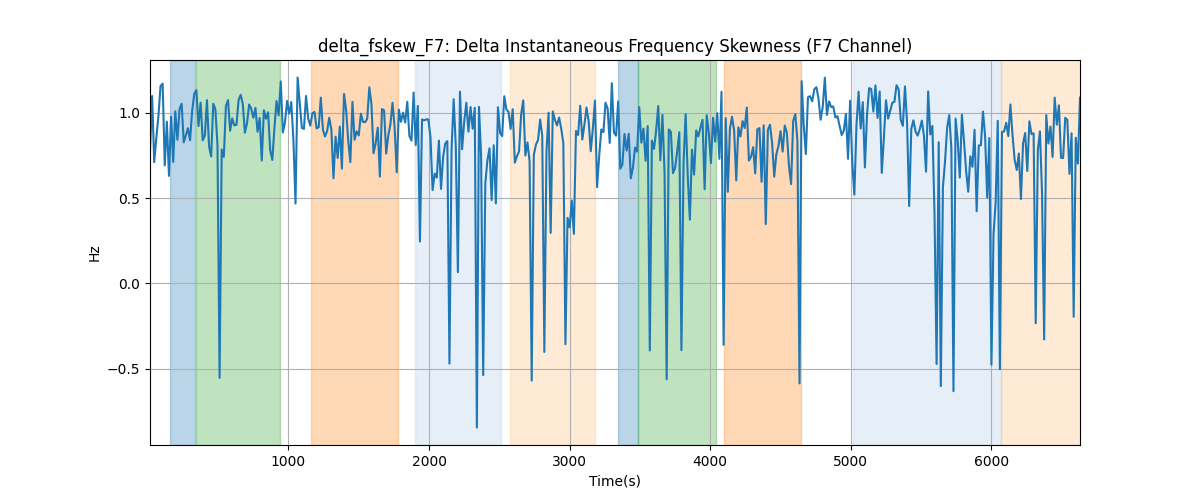 delta_fskew_F7: Delta Instantaneous Frequency Skewness (F7 Channel)
1.0
0.5
0.0
−0.5
Hz
1000 2000 3000 4000 5000 6000
Time(s)